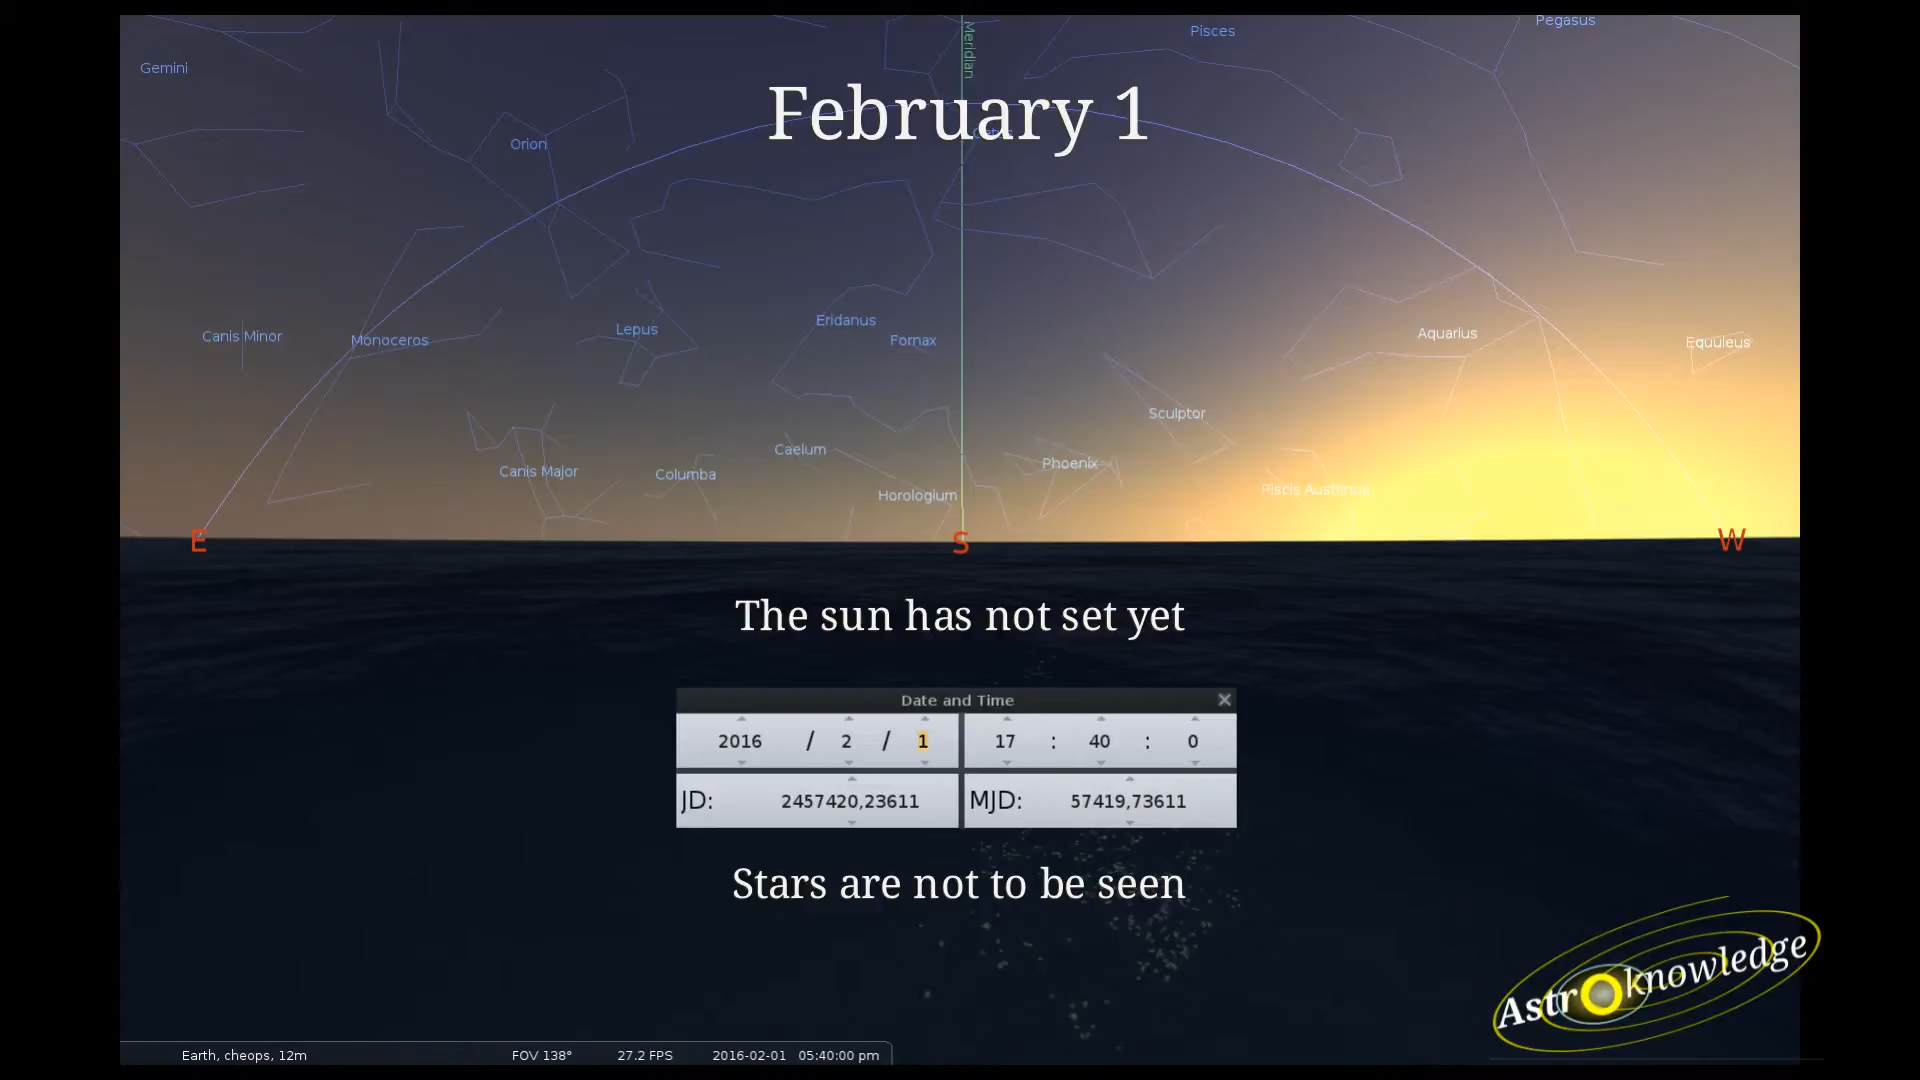 Pegasus
Pisces
Meridian
Gemini
February 1
Cetus
Orion
Eridanus
Lepus
Aquarius
Canis Minor
Monoceros
Fornax
Equuleus
Sculptor
Caelum
Phoenix
Canis Major
Columba
Piscis Austrinus
Horologium
E
S
W
The sun has not set yet
Date and Time
2016 / 2 / 1 17 : 40 : 0
JD: 2457420,23611 MJD: 57419,73611
Stars are not to be seen
Astroknowledge
Earth, cheops, 12m FOV 138° 27.2 FPS 2016-02-01 05:40:00 pm